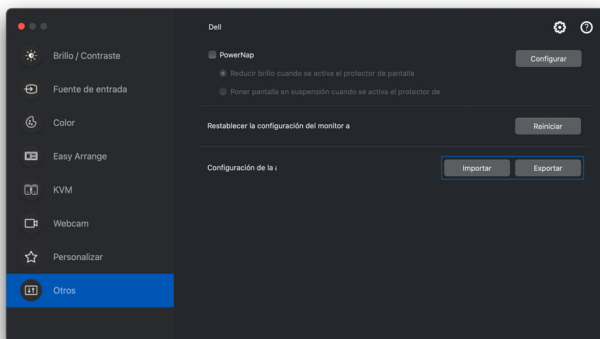 Dell
Brillo / Contraste
Fuente de entrada
Color
Easy Arrange
KVM
Webcam
Personalizar
Otros
PowerNap
Configurar
Reducir brillo cuando se activa el protector de pantalla
Poner pantalla en suspensión cuando se activa el protector de
Restablecer la configuración del monitor a
Reiniciar
Configuración de la
Importar
Exportar